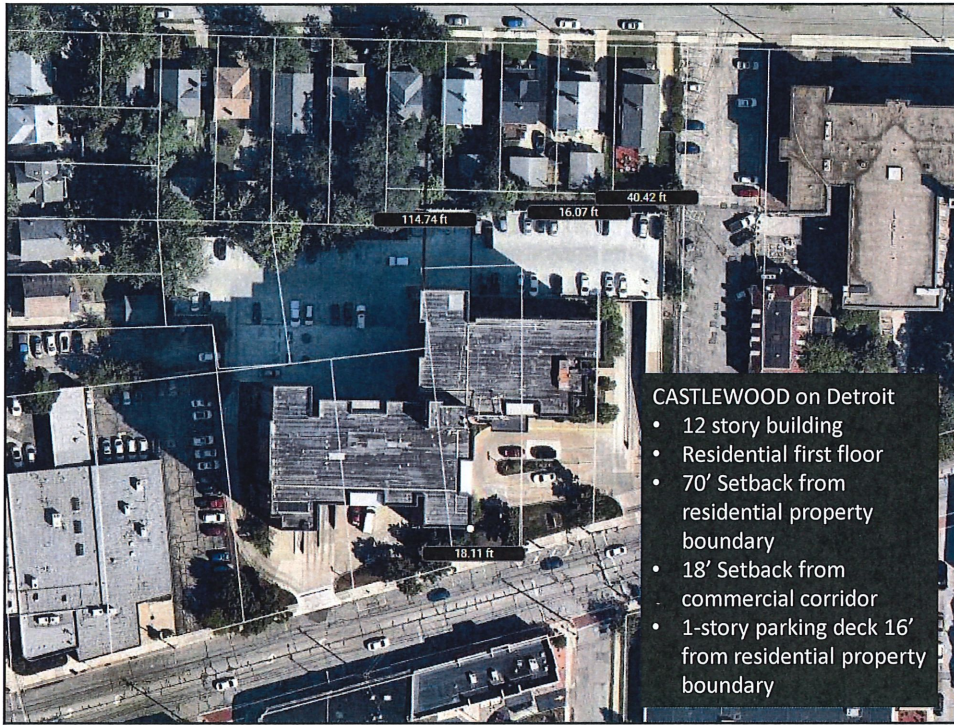 40.42 ft
114.74 ft
16.07 ft
18.11 ft
CASTLEWOOD on Detroit
• 12 story building
• Residential first floor
• 70’ Setback from
residential property
boundary
• 18’ Setback from
commercial corridor
• 1-story parking deck 16’
from residential property
boundary